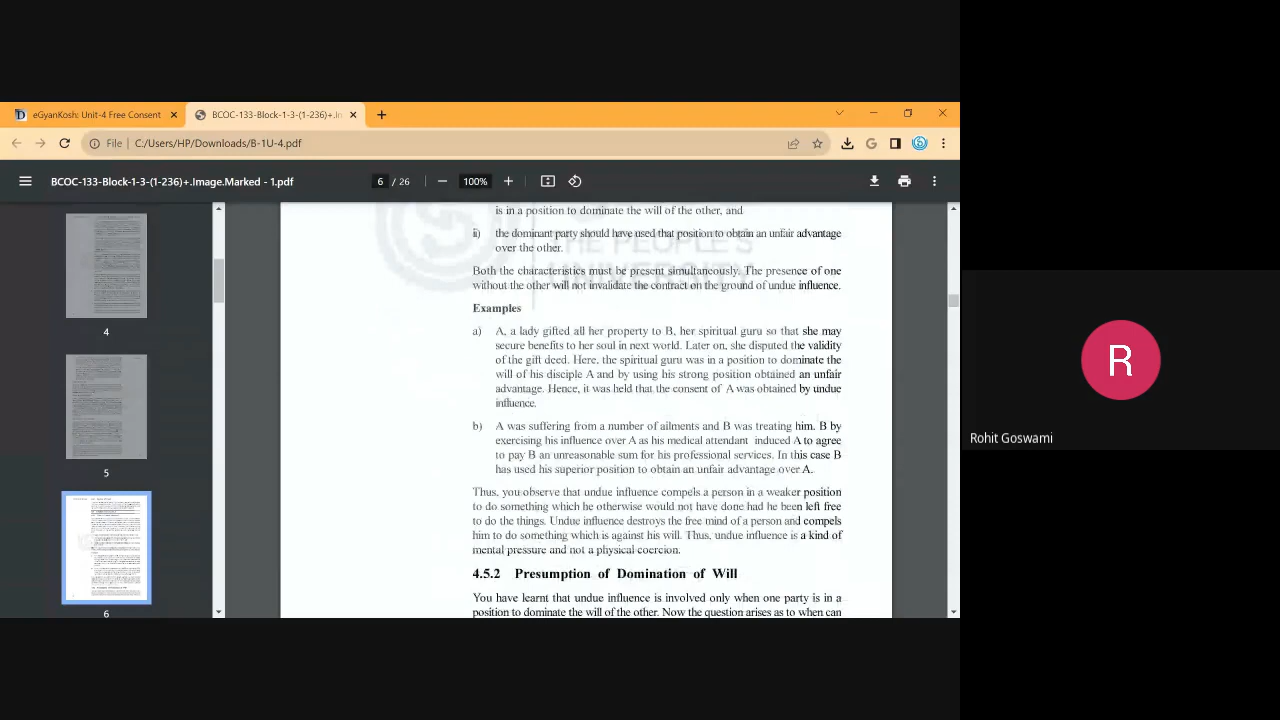 eGyanKosh: Unit-4 Free Consent
BCOC-133-Block-1-3-(1-236)+.Im
File | C:/Users/HP/Downloads/B-1U-4.pdf
BCOC-133-Block-1-3-(1-236)+.Image.Marked - 1.pdf
6 / 26
100%
4
5
6
is in a position to dominate the will of the other, and
ii) the dominant party should have used that position to obtain an unfair advantage
over the other.
Both the characteristics must be present simultaneously. The presence of one
without the other will not invalidate the contract on the ground of undue influence.
Examples
a) A, a lady gifted all her property to B, her spiritual guru so that she may
secure benefits to her soul in next world. Later on, she disputed the validity
of the gift deed. Here, the spiritual guru was in a position to dominate the
will of his disciple A and by using his strong position obtained an unfair
advantage. Hence, it was held that the consent of A was obtained by undue
influence.
b) A was suffering from a number of ailments and B was treating him. B by
exercising his influence over A as his medical attendant induced A to agree
to pay B an unreasonable sum for his professional services. In this case B
has used his superior position to obtain an unfair advantage over A.
Thus, you observe that undue influence compels a person in a weaker position
to do something which he otherwise would not have done had he been left free
to do the things. Undue influence destroys the free mind of a person and compels
him to do something which is against his will. Thus, undue influence is a kind of
mental pressure and not a physical coercion.
4.5.2 Presumption of Domination of Will
You have learnt that undue influence is involved only when one party is in a
position to dominate the will of the other. Now the question arises as to when can
THE PEOPLE'S
UNIVERSITY
R
Rohit Goswami